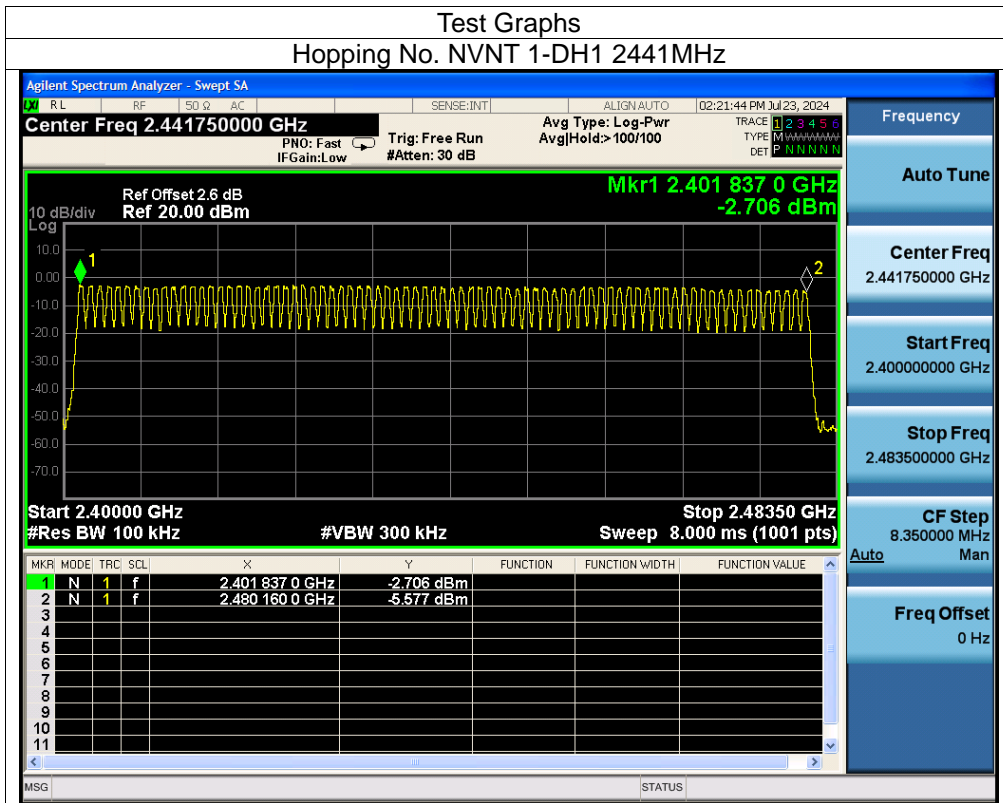 Test Graphs
Hopping No. NVNT 1-DH1 2441MHz
Agilent Spectrum Analyzer - Swept SA
LXI RL RF 50 Ω AC SENSE:INT ALIGN AUTO 02:21:44 PM Jul 23, 2024
Center Freq 2.441750000 GHz
PNO: Fast
IFGain:Low
Trig: Free Run
#Atten: 30 dB
Avg Type: Log-Pwr
Avg|Hold:>100/100
TRACE 1 2 3 4 5 6
TYPE M WWWWW
DET P N N N N N
Ref Offset 2.6 dB
10 dB/div Ref 20.00 dBm
Log
Mkr1 2.401 837 0 GHz
-2.706 dBm
10.0
0.00
-10.0
-20.0
-30.0
-40.0
-50.0
-60.0
-70.0
1
2
Start 2.40000 GHz Stop 2.48350 GHz
#Res BW 100 kHz #VBW 300 kHz Sweep 8.000 ms (1001 pts)
MKR MODE TRC SCL X Y FUNCTION FUNCTION WIDTH FUNCTION VALUE
1 N 1 f 2.401 837 0 GHz -2.706 dBm
2 N 1 f 2.480 160 0 GHz -5.577 dBm
3
4
5
6
7
8
9
10
11
MSG STATUS
Frequency
Auto Tune
Center Freq
2.441750000 GHz
Start Freq
2.400000000 GHz
Stop Freq
2.483500000 GHz
CF Step
8.350000 MHz
Auto Man
Freq Offset
0 Hz